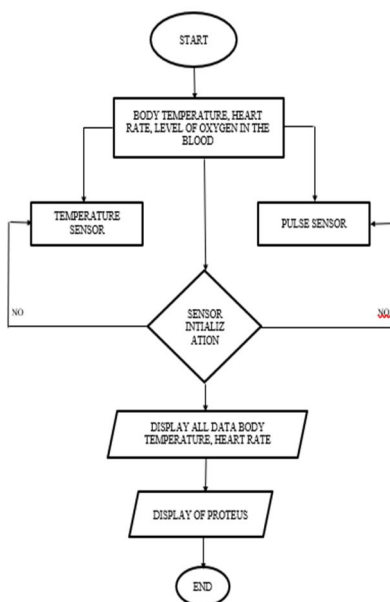 START
BODY TEMPERATURE, HEART
RATE, LEVEL OF OXYGEN IN THE
BLOOD
TEMPERATURE
SENSOR
PULSE SENSOR
NO
SENSOR
INTIALIZ
ATION
NO
DISPLAY ALL DATA BODY
TEMPERATURE, HEART RATE
DISPLAY OF PROTEUS
END